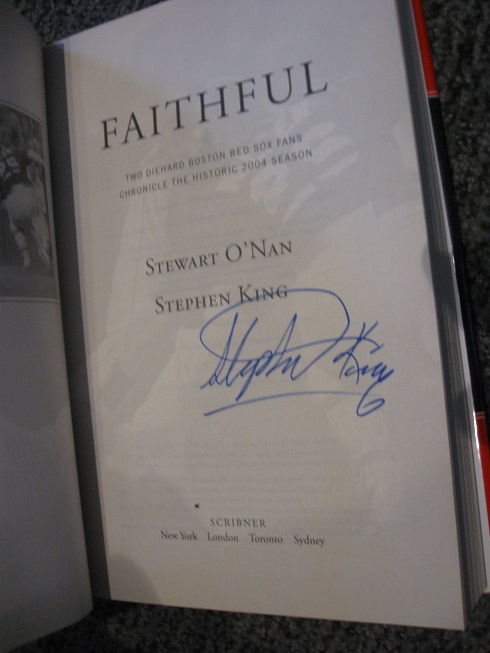 FAITHFUL
TWO DIEHARD BOSTON RED SOX FANS
CHRONICLE THE HISTORIC 2004 SEASON
STEWART O'NAN
STEPHEN KING
Stephen King
SCRIBNER
New York London Toronto Sydney